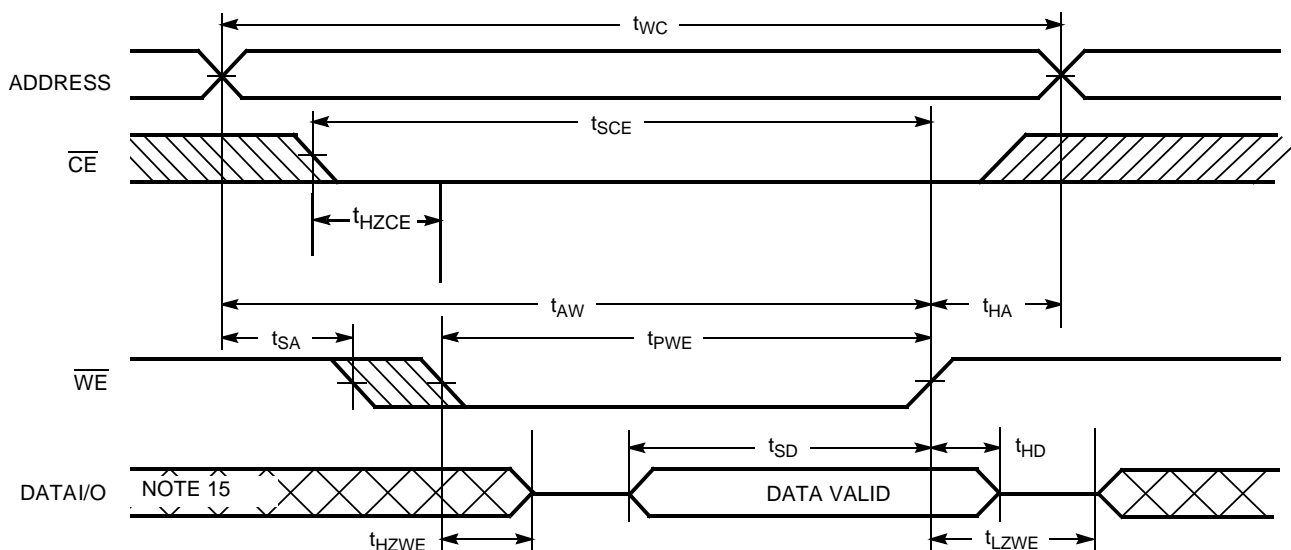 tWC
ADDRESS
tSCE
CE
tHZCE
tAW
tHA
tSA
tPWE
WE
tSD
tHD
DATAI/O
NOTE 15
DATA VALID
tHZWE
tLZWE